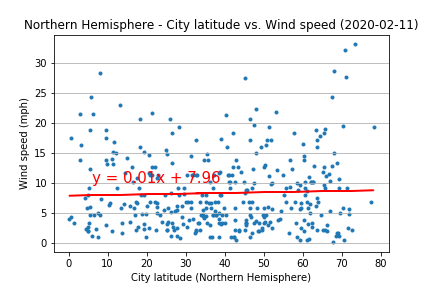 Northern Hemisphere - City latitude vs. Wind speed (2020-02-11)
Wind speed (mph)
30
25
20
15
10
5
0
y = 0.01x + 7.96
0 10 20 30 40 50 60 70 80
City latitude (Northern Hemisphere)